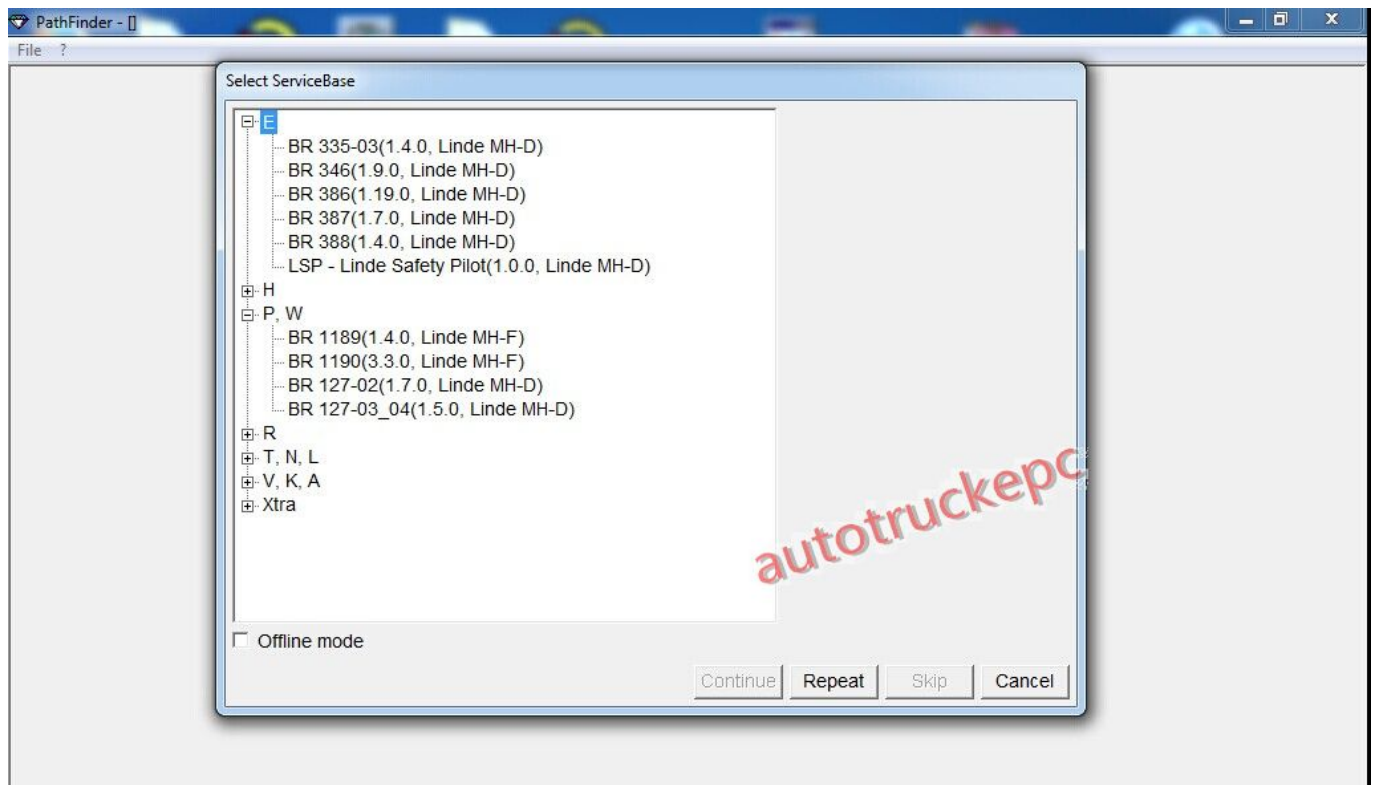 PathFinder - []
File ?
Select ServiceBase
E
BR 335-03(1.4.0, Linde MH-D)
BR 346(1.9.0, Linde MH-D)
BR 386(1.19.0, Linde MH-D)
BR 387(1.7.0, Linde MH-D)
BR 388(1.4.0, Linde MH-D)
LSP - Linde Safety Pilot(1.0.0, Linde MH-D)
H
P, W
BR 1189(1.4.0, Linde MH-F)
BR 1190(3.3.0, Linde MH-F)
BR 127-02(1.7.0, Linde MH-D)
BR 127-03_04(1.5.0, Linde MH-D)
R
T, N, L
V, K, A
Xtra
autotruckepc
Offline mode
Continue Repeat Skip Cancel